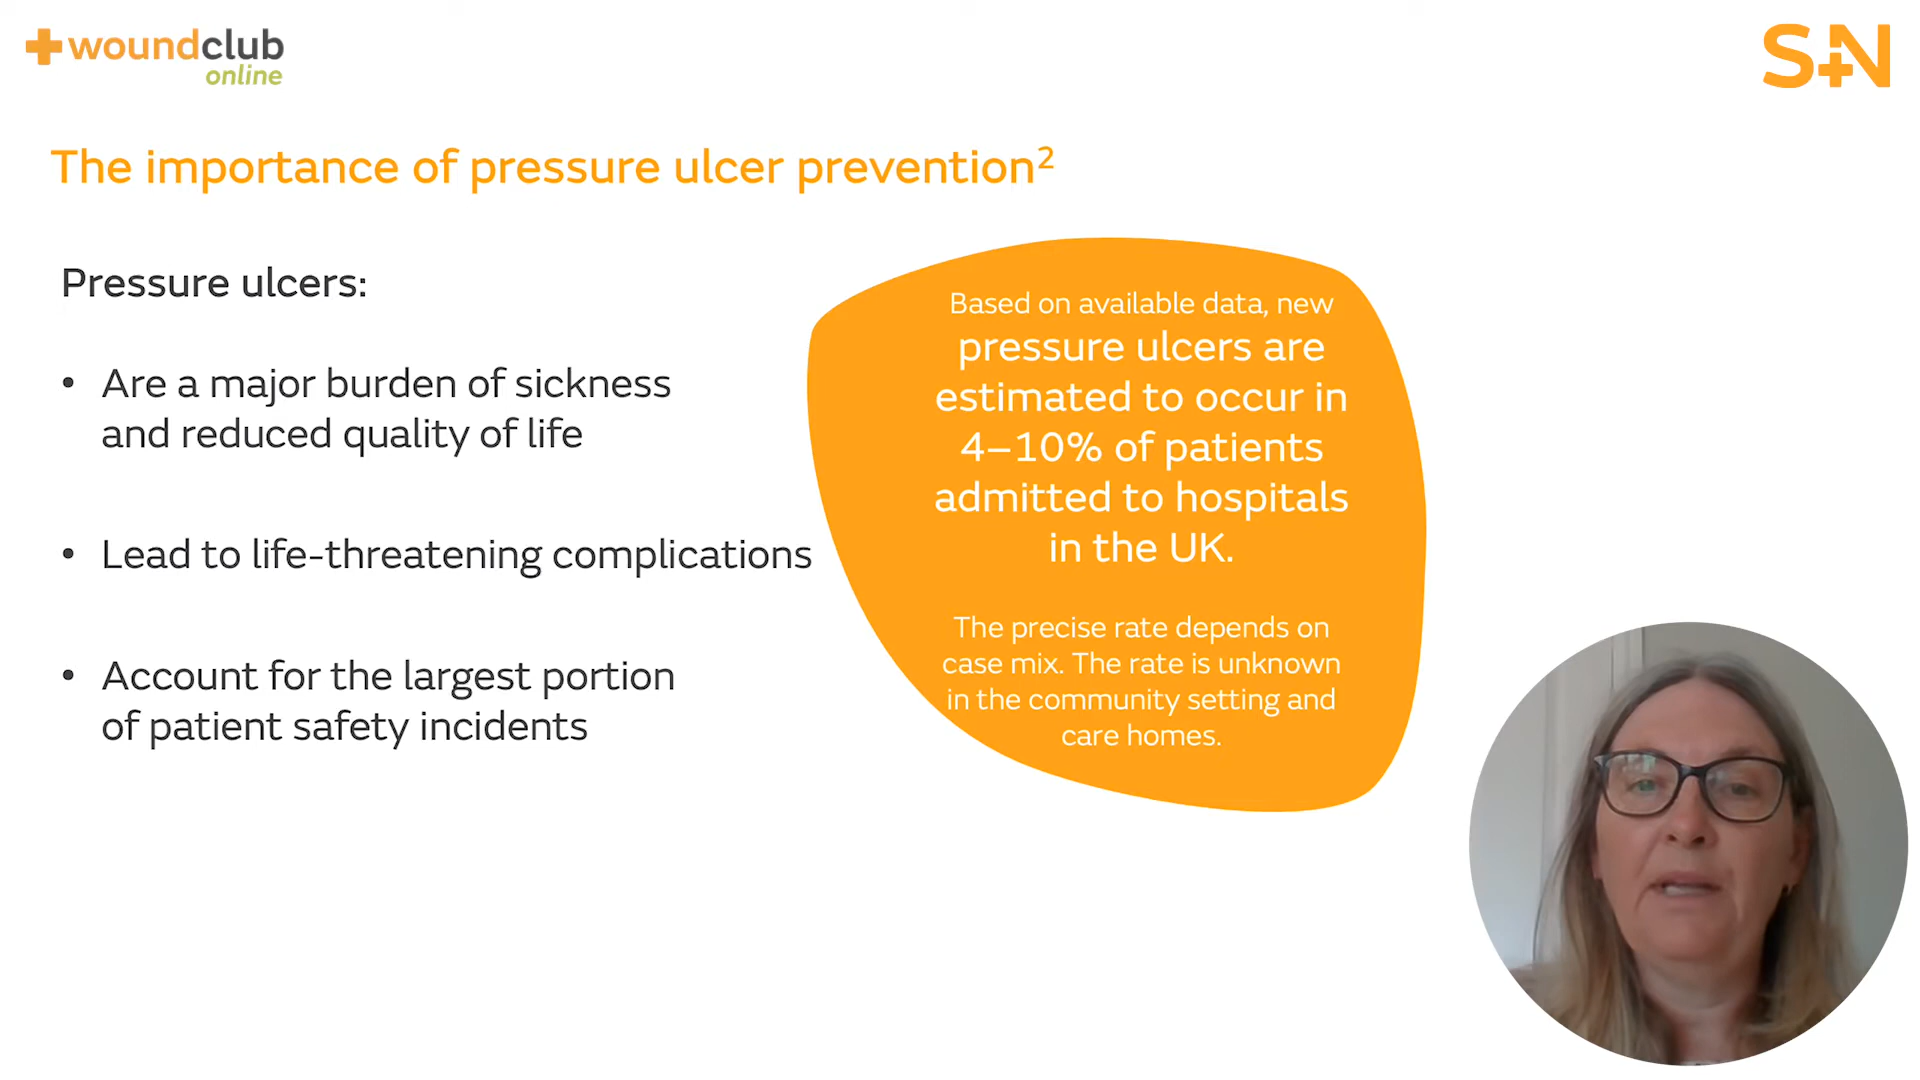 woundclub
online
S+N
The importance of pressure ulcer prevention²
Pressure ulcers:
• Are a major burden of sickness
and reduced quality of life
• Lead to life-threatening complications
• Account for the largest portion
of patient safety incidents
Based on available data, new
pressure ulcers are
estimated to occur in
4–10% of patients
admitted to hospitals
in the UK.
The precise rate depends on
case mix. The rate is unknown
in the community setting and
care homes.